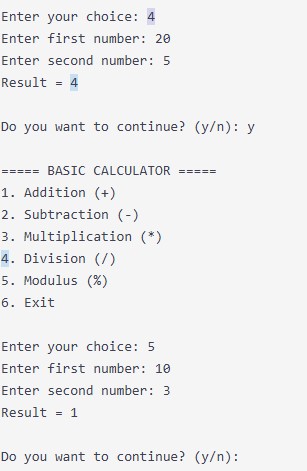 Enter your choice: 4
Enter first number: 20
Enter second number: 5
Result = 4
Do you want to continue? (y/n): y
===== BASIC CALCULATOR =====
1. Addition (+)
2. Subtraction (-)
3. Multiplication (*)
4. Division (/)
5. Modulus (%)
6. Exit
Enter your choice: 5
Enter first number: 10
Enter second number: 3
Result = 1
Do you want to continue? (y/n):